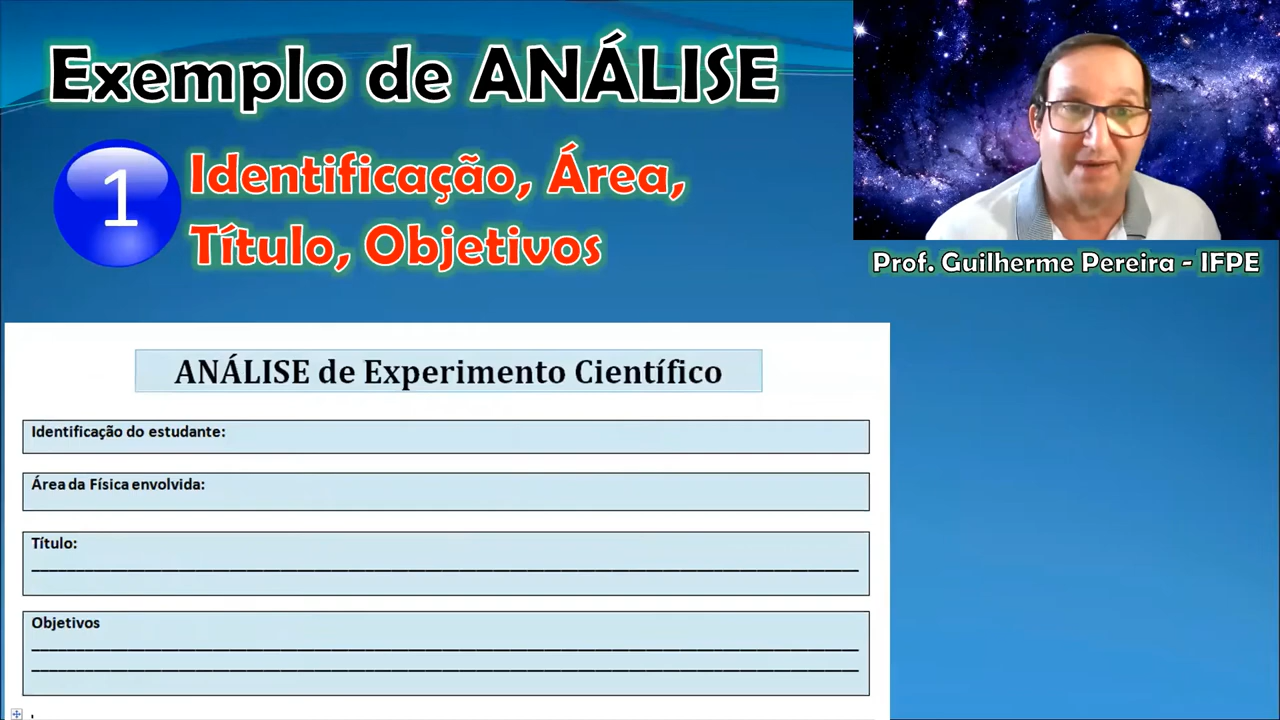 Exemplo de ANÁLISE
1
Identificação, Área,
Título, Objetivos
Prof. Guilherme Pereira - IFPE
ANÁLISE de Experimento Científico
Identificação do estudante:
Área da Física envolvida:
Título:
Objetivos